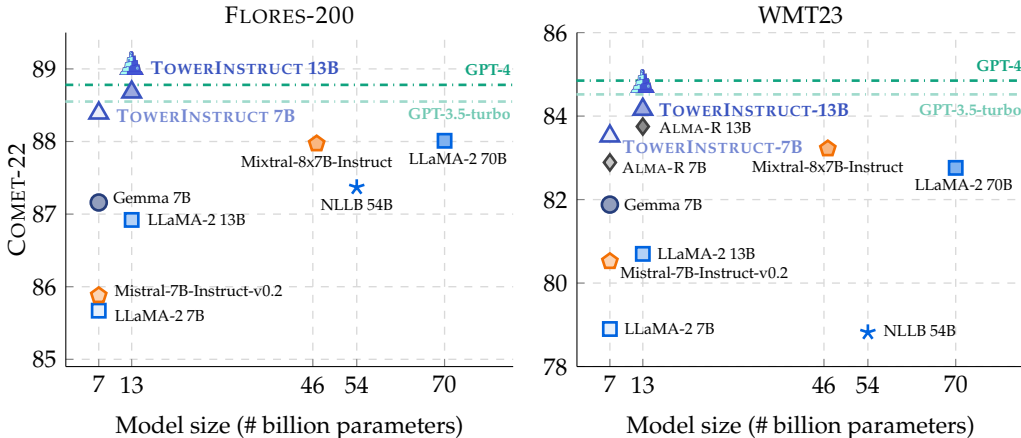 FLORES-200
COMET-22
89
88
87
86
85
TOWERINSTRUCT 13B
GPT-4
GPT-3.5-turbo
TOWERINSTRUCT 7B
Mixtral-8x7B-Instruct
LLaMA-2 70B
NLLB 54B
Gemma 7B
LLaMA-2 13B
Mistral-7B-Instruct-v0.2
LLaMA-2 7B
7 13 46 54 70
Model size (# billion parameters)
WMT23
86
84
82
80
78
GPT-4
GPT-3.5-turbo
TOWERINSTRUCT-13B
ALMA-R 13B
TOWERINSTRUCT-7B
ALMA-R 7B
Mixtral-8x7B-Instruct
LLaMA-2 70B
Gemma 7B
LLaMA-2 13B
Mistral-7B-Instruct-v0.2
LLaMA-2 7B
NLLB 54B
7 13 46 54 70
Model size (# billion parameters)